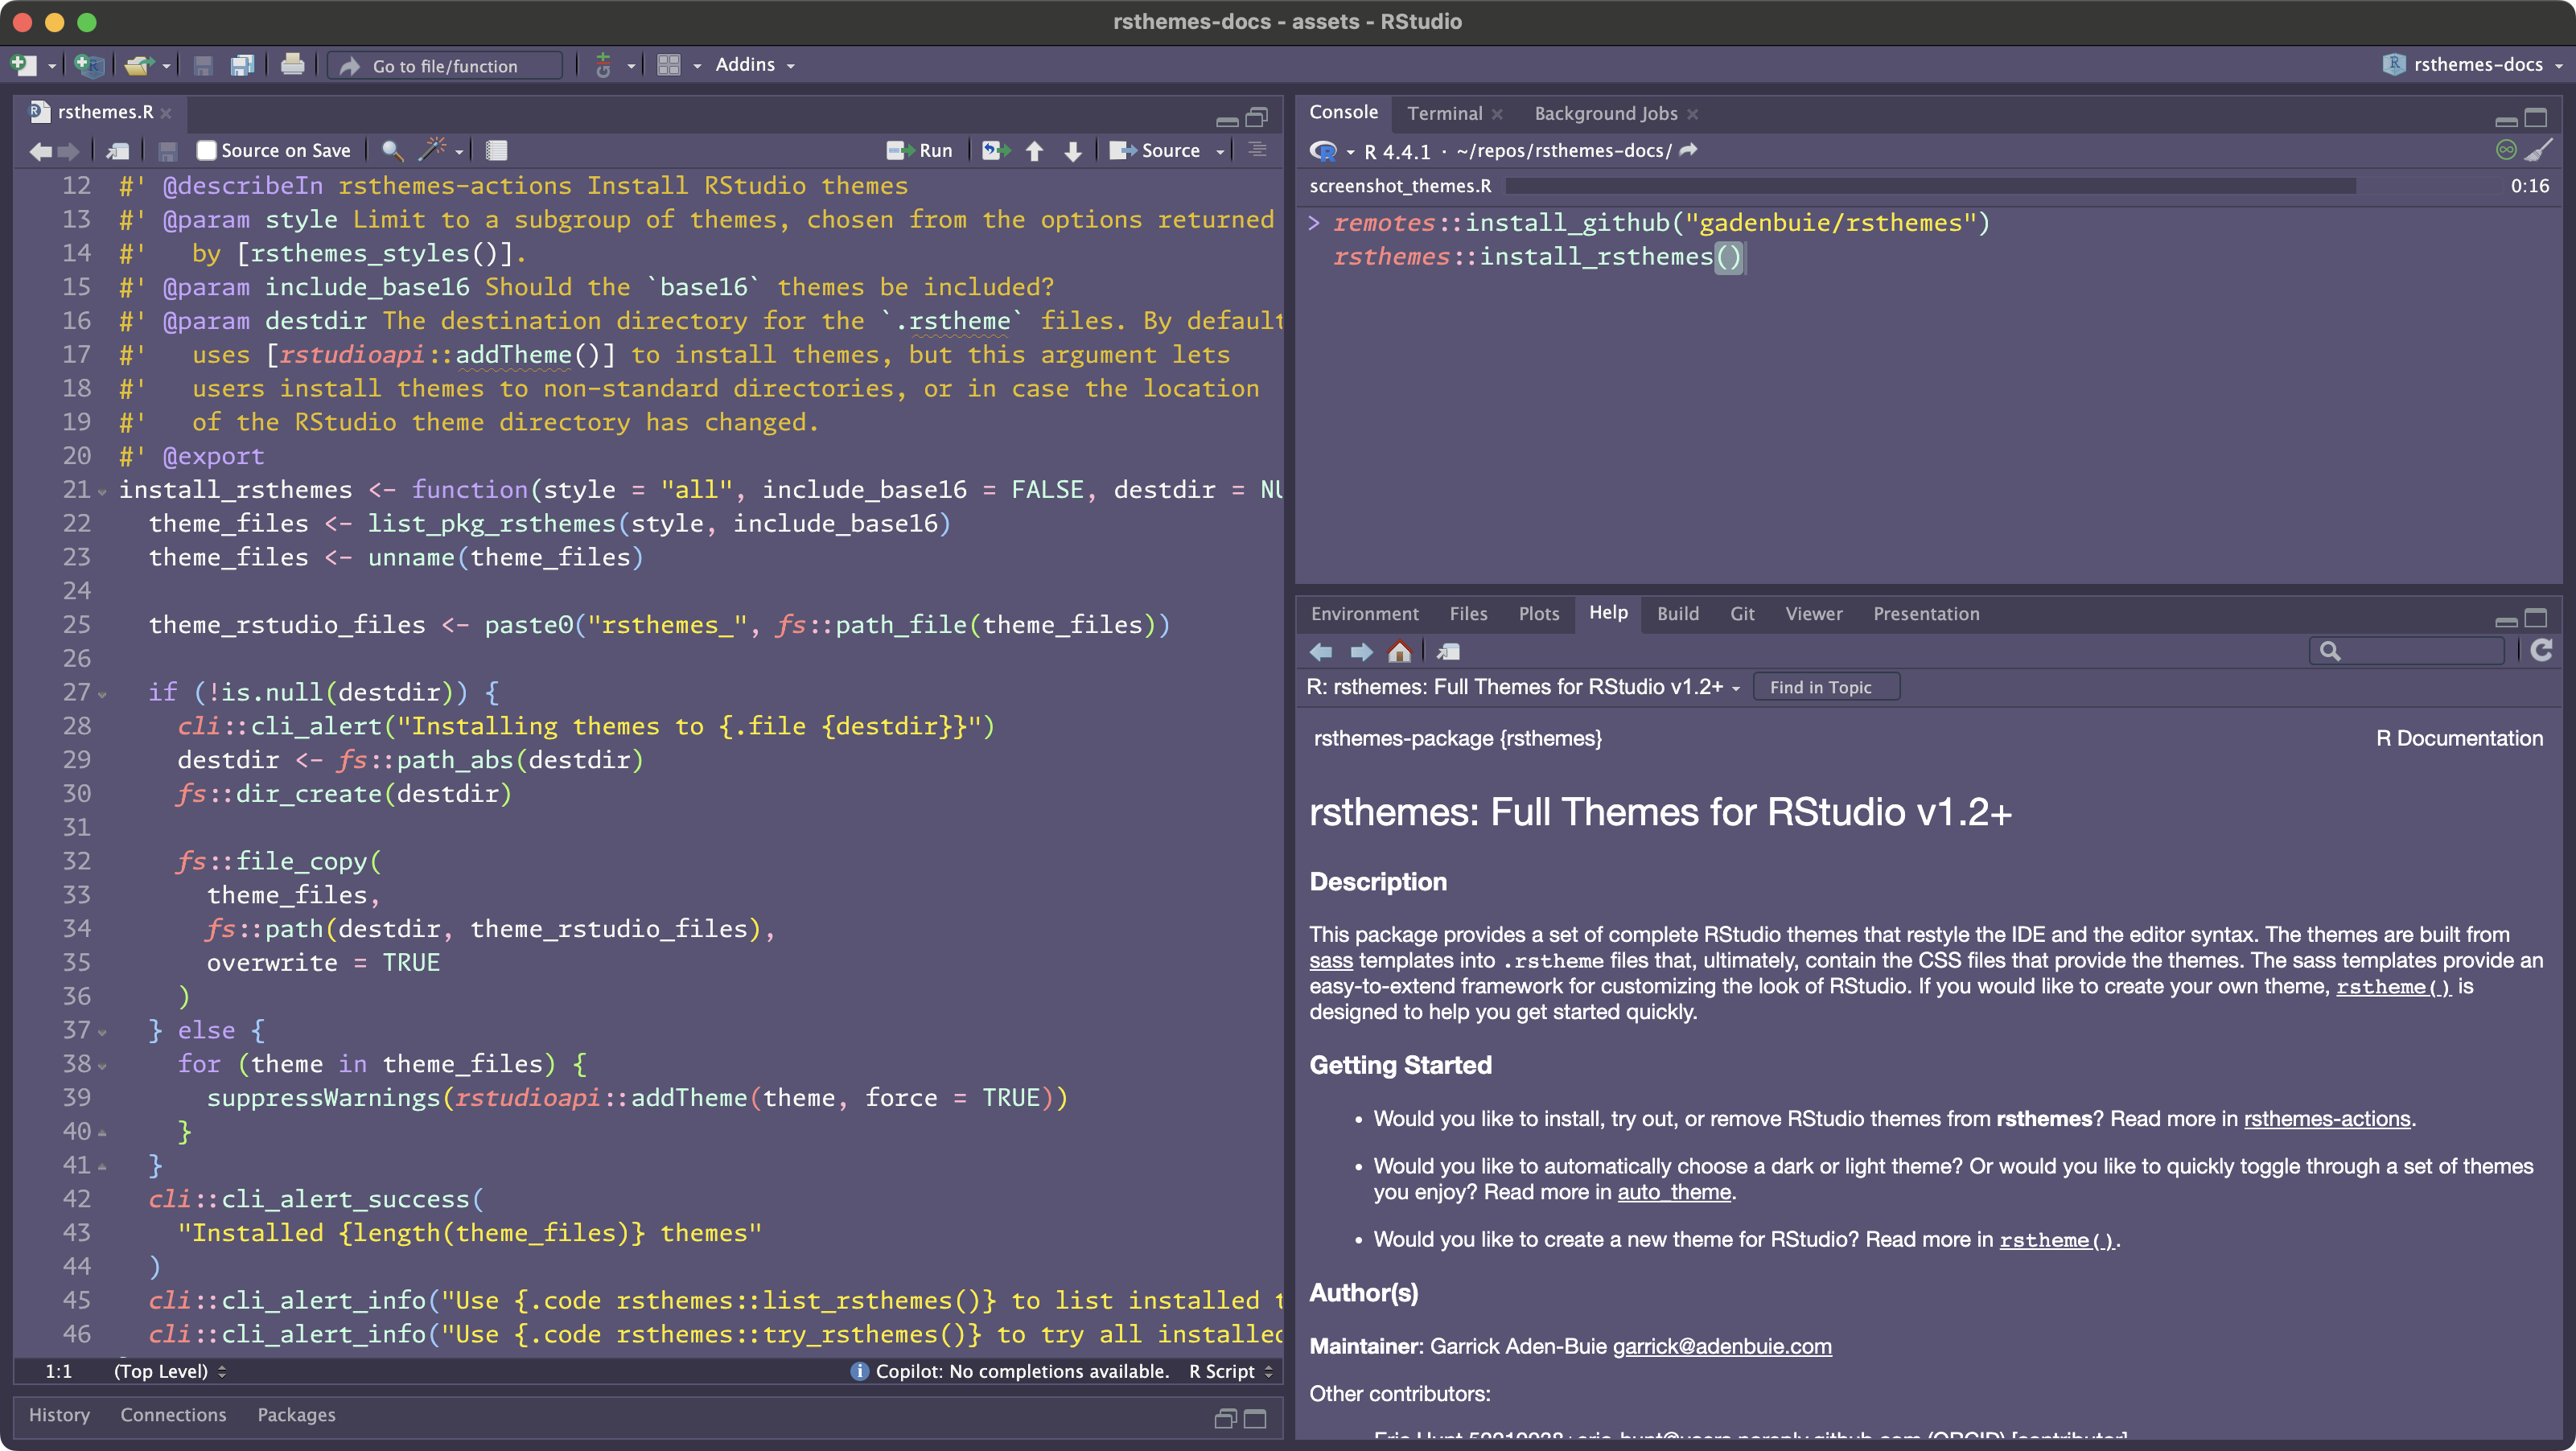 rsthemes-docs - assets - RStudio
Go to file/function
Addins
rsthemes-docs
rsthemes.R
Source on Save
Run
Source
12 #' @describeIn rsthemes-actions Install RStudio themes
13 #' @param style Limit to a subgroup of themes, chosen from the options returned
14 #'   by [rsthemes_styles()].
15 #' @param include_base16 Should the `base16` themes be included?
16 #' @param destdir The destination directory for the `.rstheme` files. By default
17 #'   uses [rstudioapi::addTheme()] to install themes, but this argument lets
18 #'   users install themes to non-standard directories, or in case the location
19 #'   of the RStudio theme directory has changed.
20 #' @export
21 install_rsthemes <- function(style = "all", include_base16 = FALSE, destdir = NU
22   theme_files <- list_pkg_rsthemes(style, include_base16)
23   theme_files <- unname(theme_files)
24
25   theme_rstudio_files <- paste0("rsthemes_", fs::path_file(theme_files))
26
27   if (!is.null(destdir)) {
28     cli::cli_alert("Installing themes to {.file {destdir}}")
29     destdir <- fs::path_abs(destdir)
30     fs::dir_create(destdir)
31
32     fs::file_copy(
33       theme_files,
34       fs::path(destdir, theme_rstudio_files),
35       overwrite = TRUE
36     )
37   } else {
38     for (theme in theme_files) {
39       suppressWarnings(rstudioapi::addTheme(theme, force = TRUE))
40     }
41   }
42   cli::cli_alert_success(
43     "Installed {length(theme_files)} themes"
44   )
45   cli::cli_alert_info("Use {.code rsthemes::list_rsthemes()} to list installed t
46   cli::cli_alert_info("Use {.code rsthemes::try_rsthemes()} to try all installed
1:1 (Top Level)
Copilot: No completions available. R Script
History Connections Packages
Console Terminal Background Jobs
R 4.4.1 · ~/repos/rsthemes-docs/
screenshot_themes.R 0:16
> remotes::install_github("gadenbuie/rsthemes")
rsthemes::install_rsthemes()
Environment Files Plots Help Build Git Viewer Presentation
R: rsthemes: Full Themes for RStudio v1.2+ Find in Topic
rsthemes-package {rsthemes} R Documentation
rsthemes: Full Themes for RStudio v1.2+
Description
This package provides a set of complete RStudio themes that restyle the IDE and the editor syntax. The themes are built from
sass templates into .rstheme files that, ultimately, contain the CSS files that provide the themes. The sass templates provide an
easy-to-extend framework for customizing the look of RStudio. If you would like to create your own theme, rstheme() is
designed to help you get started quickly.
Getting Started
• Would you like to install, try out, or remove RStudio themes from rsthemes? Read more in rsthemes-actions.
• Would you like to automatically choose a dark or light theme? Or would you like to quickly toggle through a set of themes
you enjoy? Read more in auto_theme.
• Would you like to create a new theme for RStudio? Read more in rstheme().
Author(s)
Maintainer: Garrick Aden-Buie garrick@adenbuie.com
Other contributors: